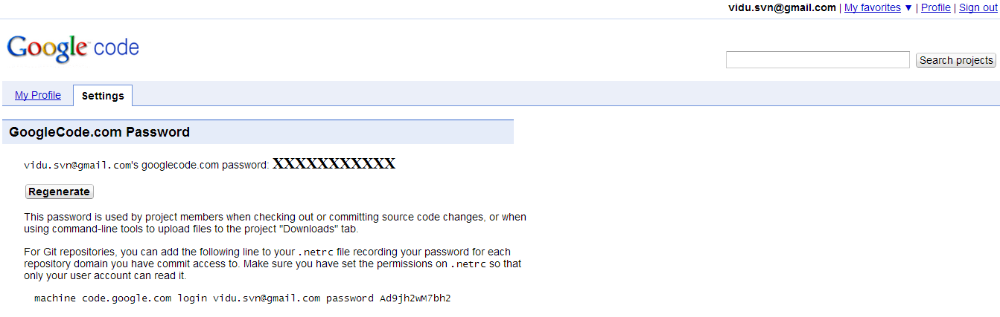 vidu.svn@gmail.com | My favorites ▼ | Profile | Sign out
Google code
Search projects
My Profile
Settings
GoogleCode.com Password
vidu.svn@gmail.com's googlecode.com password: XXXXXXXXXXX
Regenerate
This password is used by project members when checking out or committing source code changes, or when
using command-line tools to upload files to the project "Downloads" tab.
For Git repositories, you can add the following line to your .netrc file recording your password for each
repository domain you have commit access to. Make sure you have set the permissions on .netrc so that
only your user account can read it.
machine code.google.com login vidu.svn@gmail.com password Ad9jh2wM7bh2